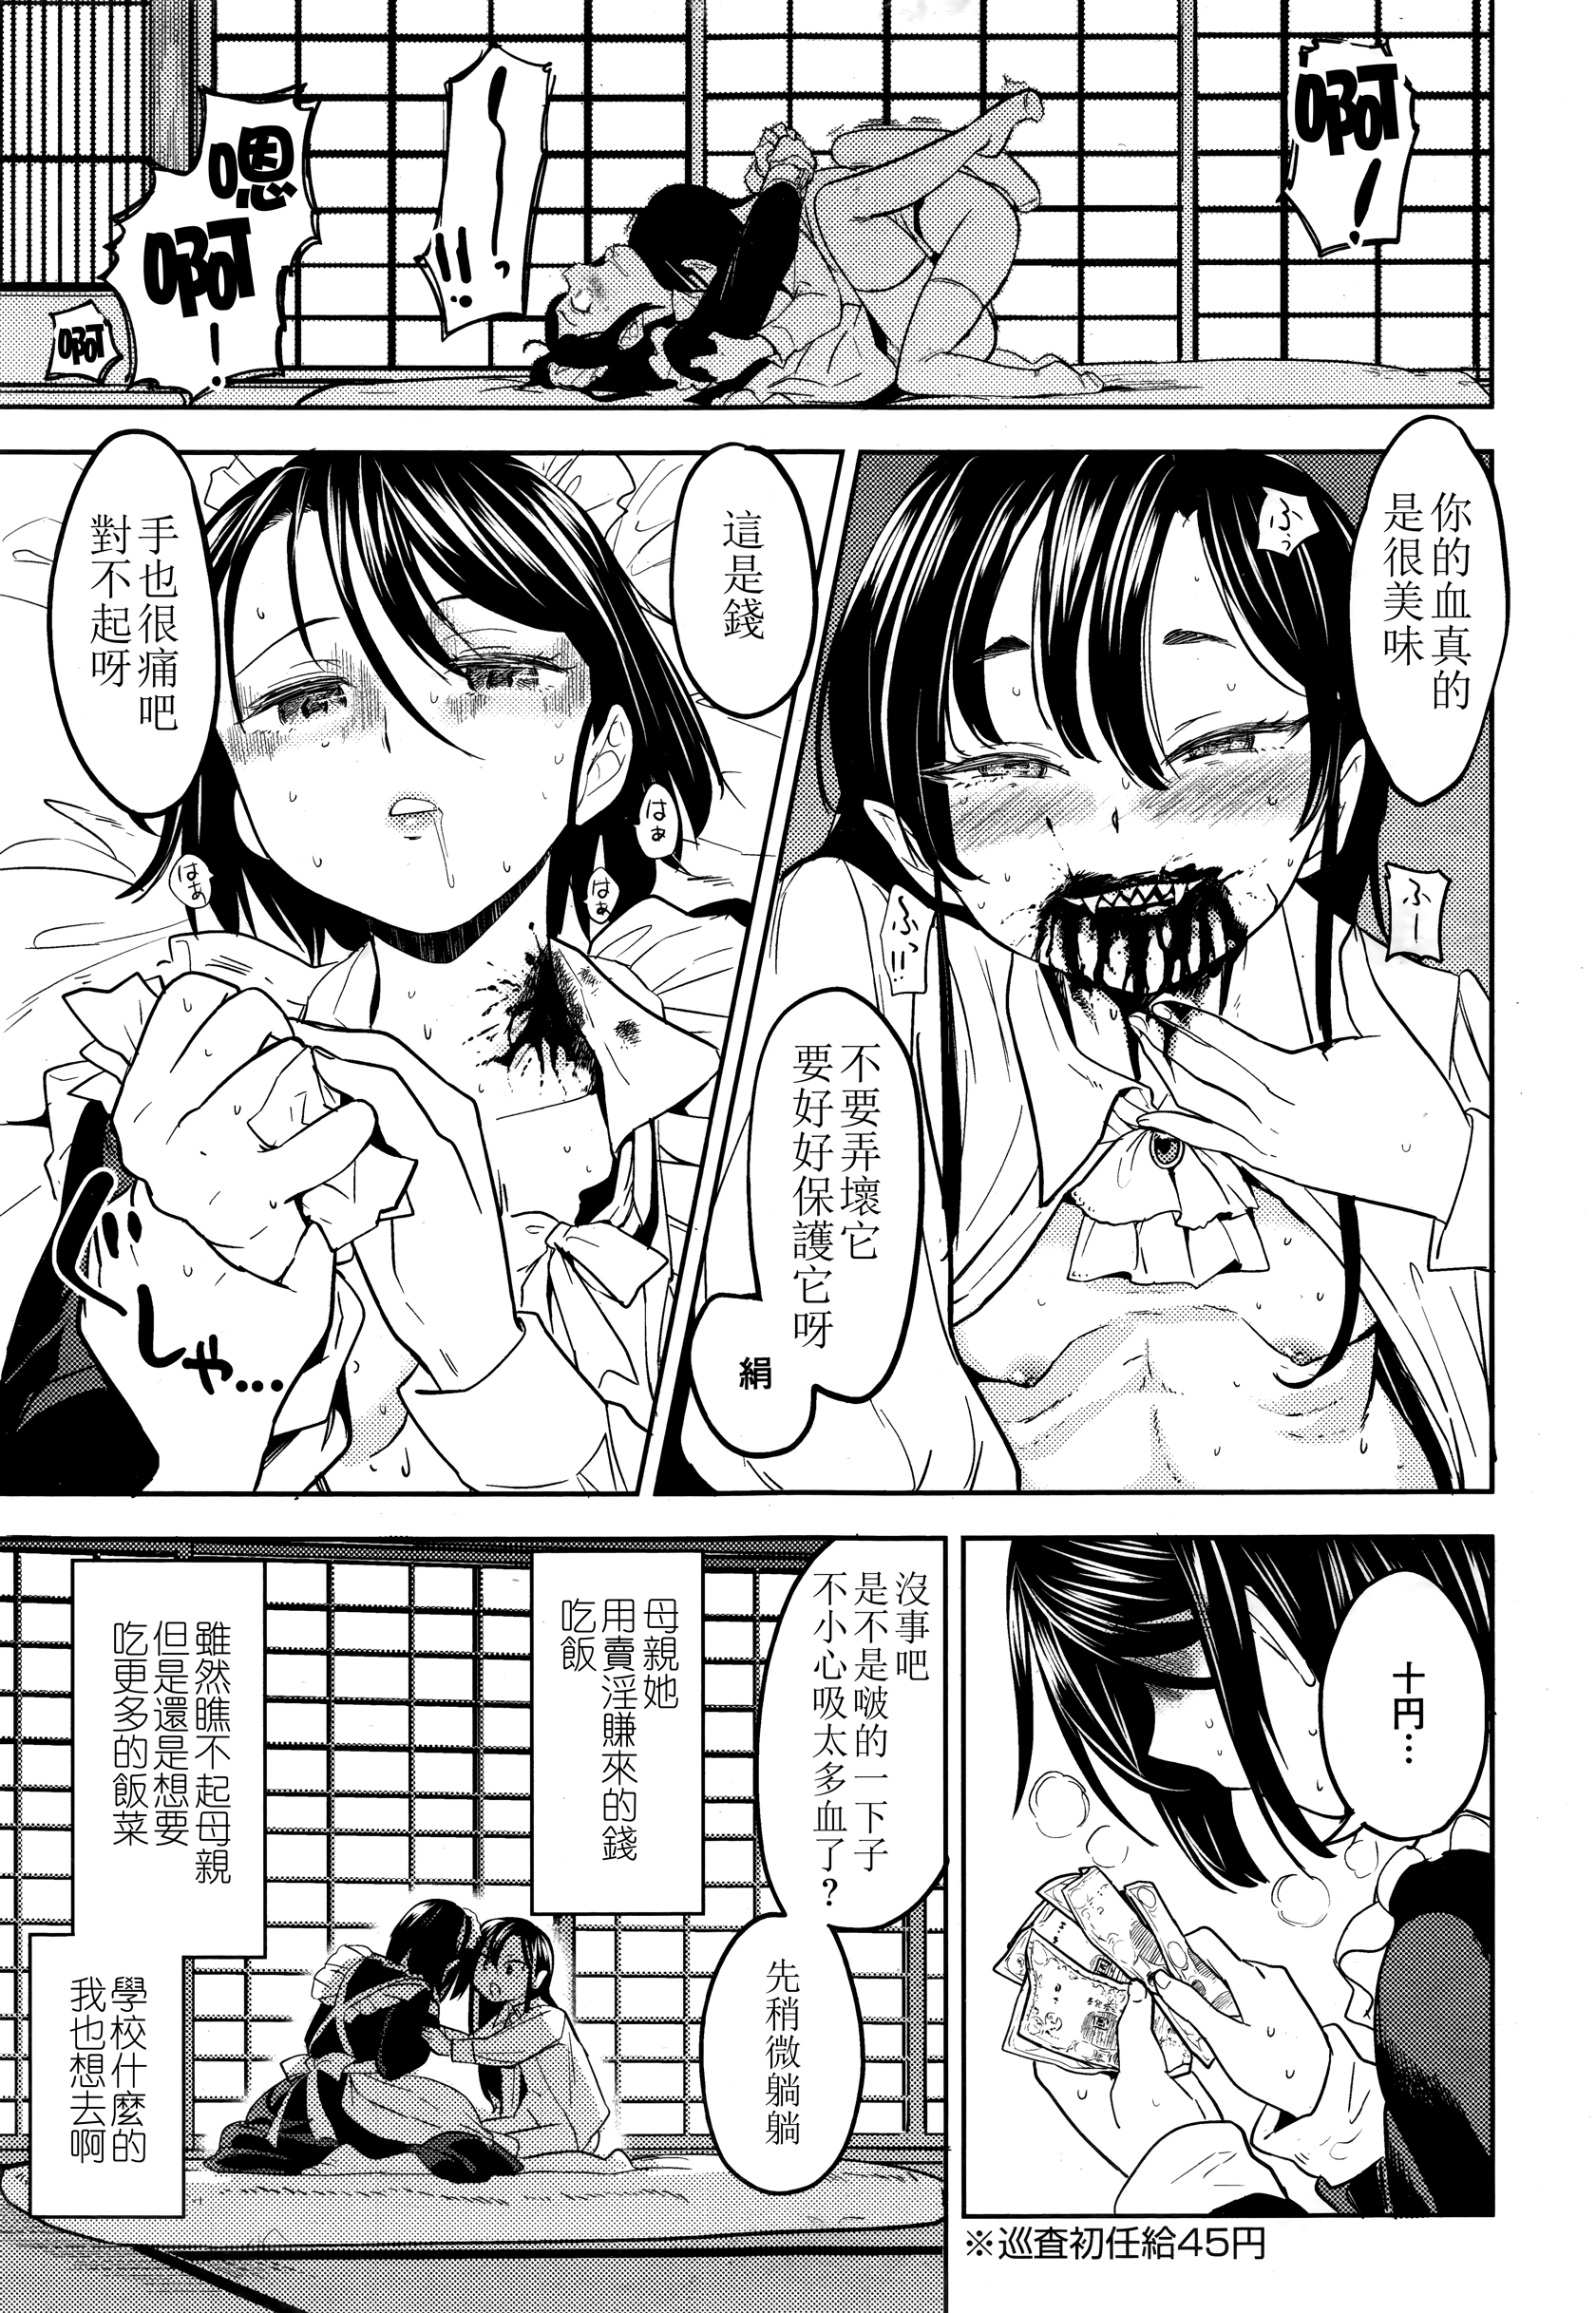 啊！
！！
嗯
啊！
啊
你的血真的
是很美味
ふっ
ふー
ふー
不要弄壞它
要好好保護它呀
絹
這是錢
手也很痛吧
對不起呀
はぁ
はぁ
はぁ
ぐしゃ…
十円…
※巡査初任給45円
沒事吧
是不是啵的一下子
不小心吸太多血了？
先稍微躺躺
母親她
用賣淫賺來的錢
吃飯
雖然瞧不起母親
但是還是想要
吃更多的飯菜
學校什麼的
我也想去啊